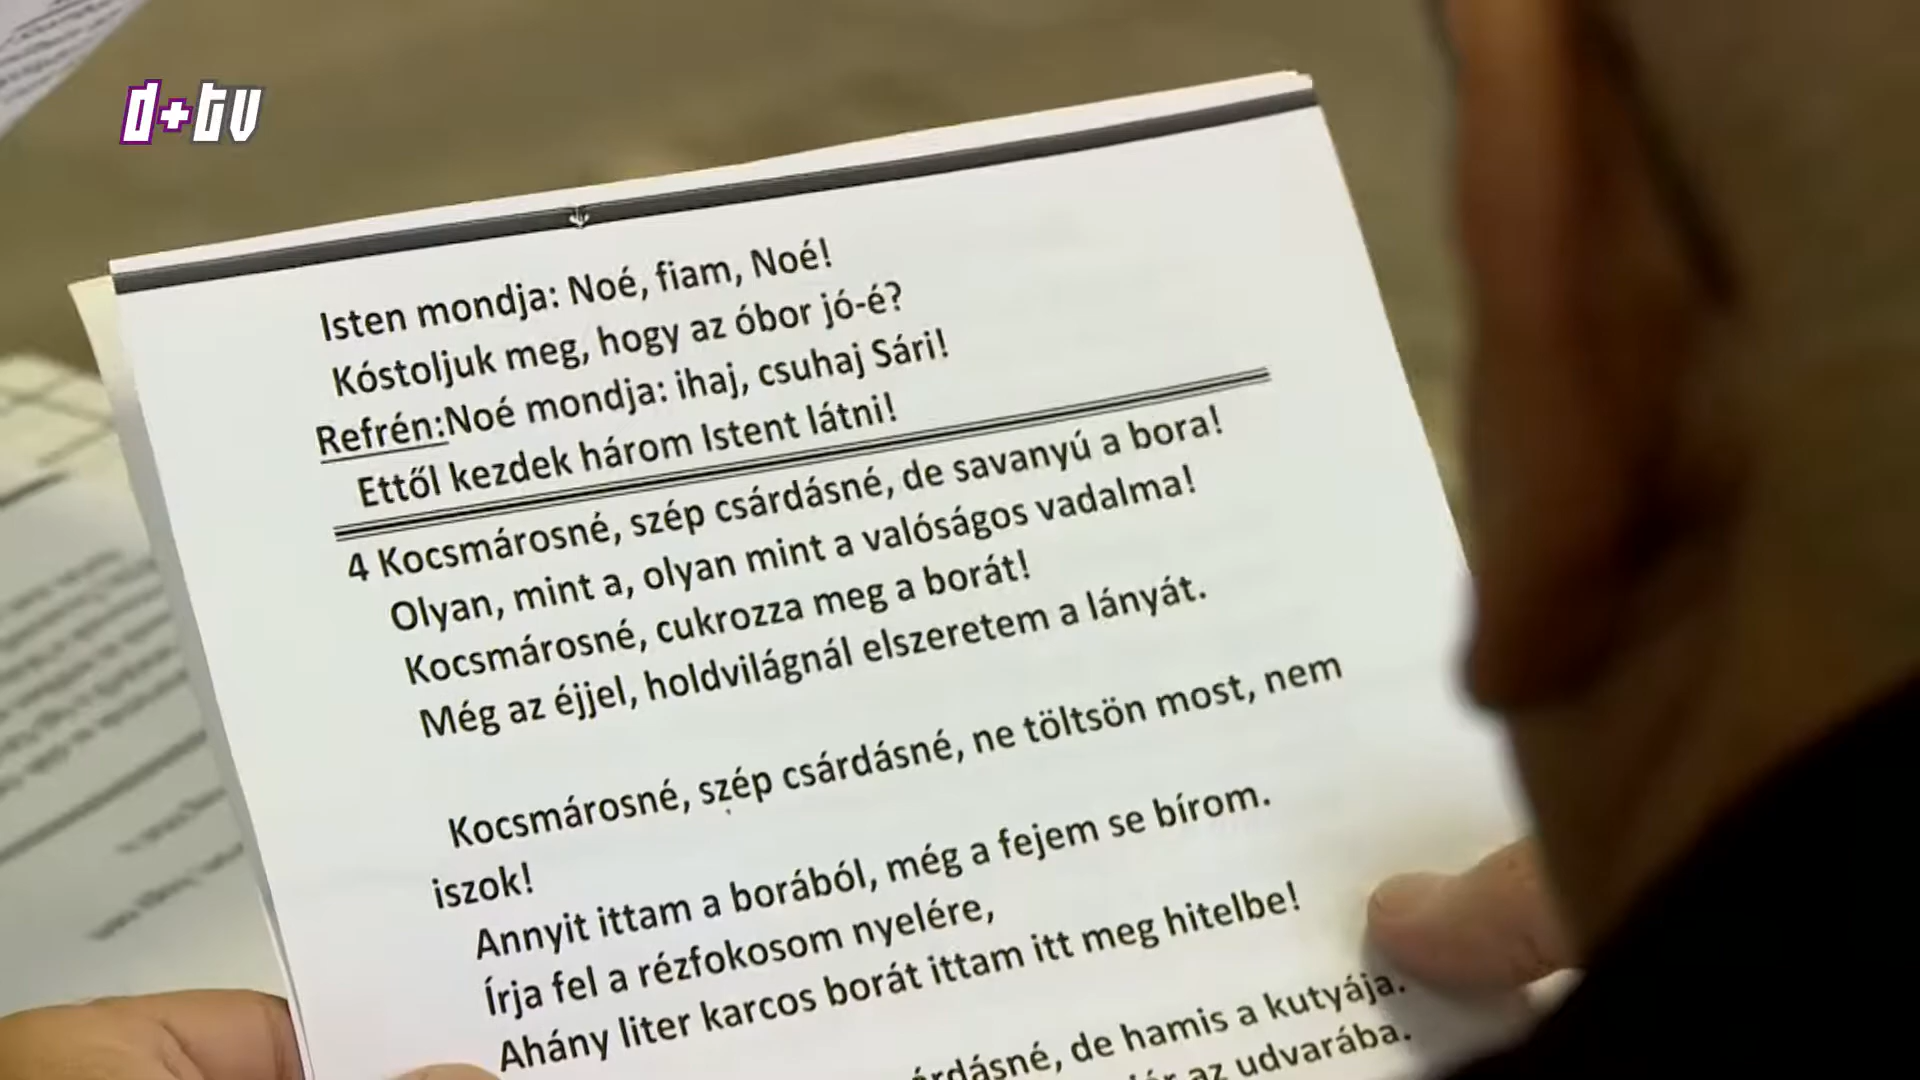 d+tv
Isten mondja: Noé, fiam, Noé!
Kóstoljuk meg, hogy az óbor jó-é?
Refrén:Noé mondja: ihaj, csuhaj Sári!
Ettől kezdek három Istent látni!
4 Kocsmárosné, szép csárdásné, de savanyú a bora!
Olyan, mint a, olyan mint a valóságos vadalma!
Kocsmárosné, cukrozza meg a borát!
Még az éjjel, holdvilágnál elszeretem a lányát.
Kocsmárosné, szép csárdásné, ne töltsön most, nem
iszok!
Annyit ittam a borából, még a fejem se bírom.
Írja fel a rézfokosom nyelére,
Ahány liter karcos borát ittam itt meg hitelbe!
de hamis a kutyája.
az udvarába.